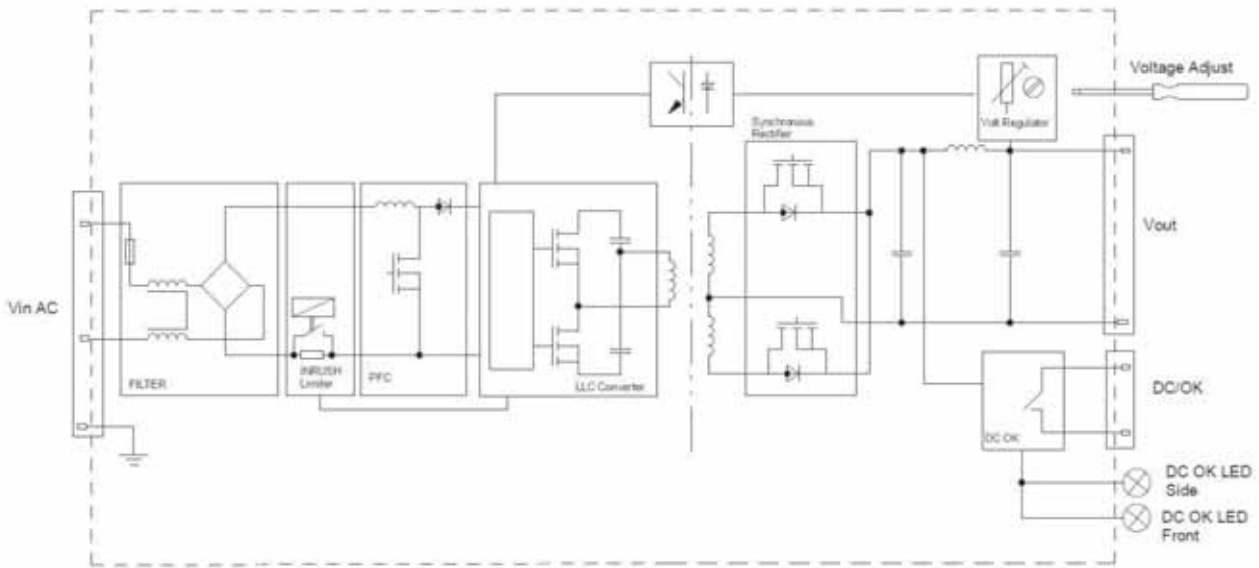 Voltage Adjust
Volt Regulator
Synchronous
Rectifier
Vout
Vin AC
FILTER
INRUSH
Limiter
PFC
LLC Converter
DC/OK
DC OK
DC OK LED
Side
DC OK LED
Front